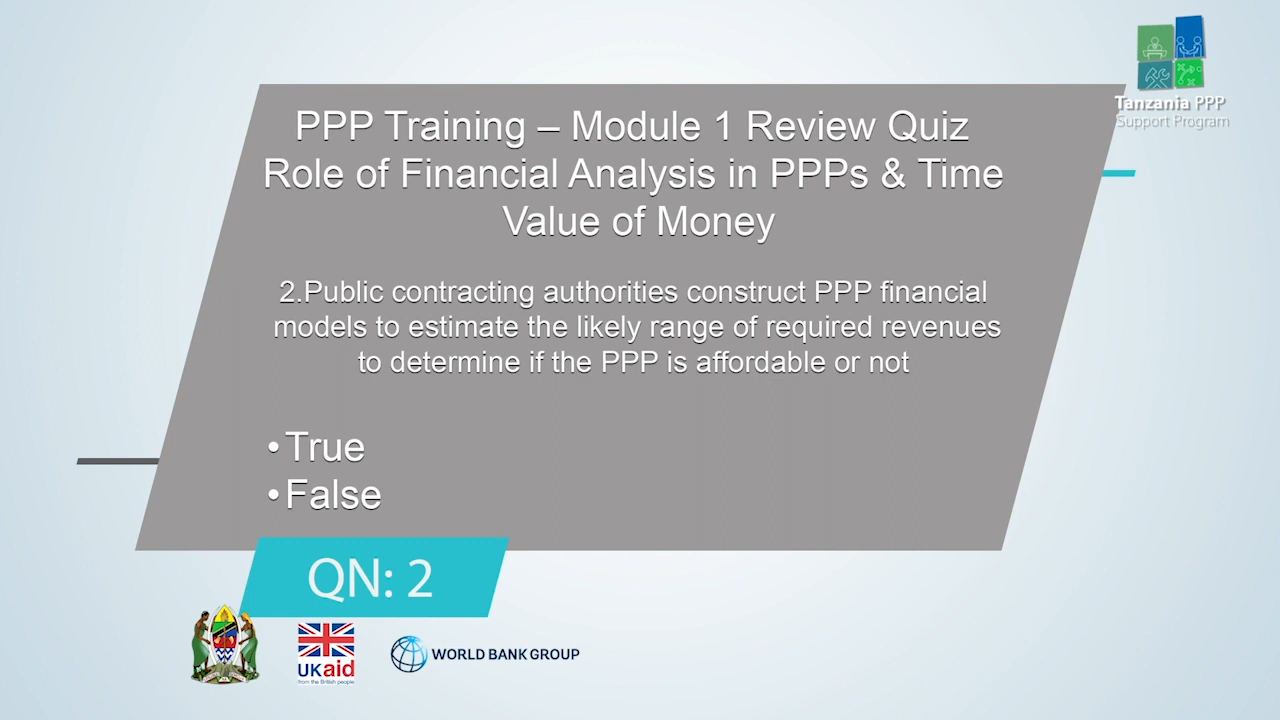 Tanzania PPP
Support Program
PPP Training – Module 1 Review Quiz
Role of Financial Analysis in PPPs & Time
Value of Money
2.Public contracting authorities construct PPP financial
models to estimate the likely range of required revenues
to determine if the PPP is affordable or not
•True
•False
QN: 2
UKaid
from the British people
WORLD BANK GROUP